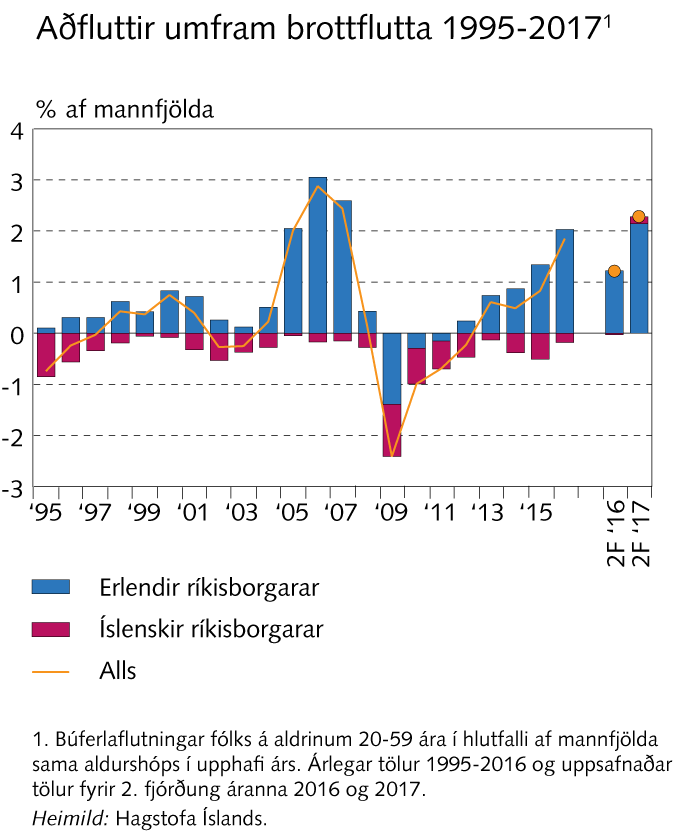 Aðfluttir umfram brottflutta 1995-2017¹
% af mannfjölda
4
3
2
1
0
-1
-2
-3
‘95 ‘97 ‘99 ‘01 ‘03 ‘05 ‘07 ‘09 ‘11 ‘13 ‘15 2F ‘16 2F ‘17
Erlendir ríkisborgarar
Íslenskir ríkisborgarar
Alls
1. Búferlaflutningar fólks á aldrinum 20-59 ára í hlutfalli af mannfjölda
sama aldurshóps í upphafi árs. Árlegar tölur 1995-2016 og uppsafnaðar
tölur fyrir 2. fjórðung áranna 2016 og 2017.
Heimild: Hagstofa Íslands.